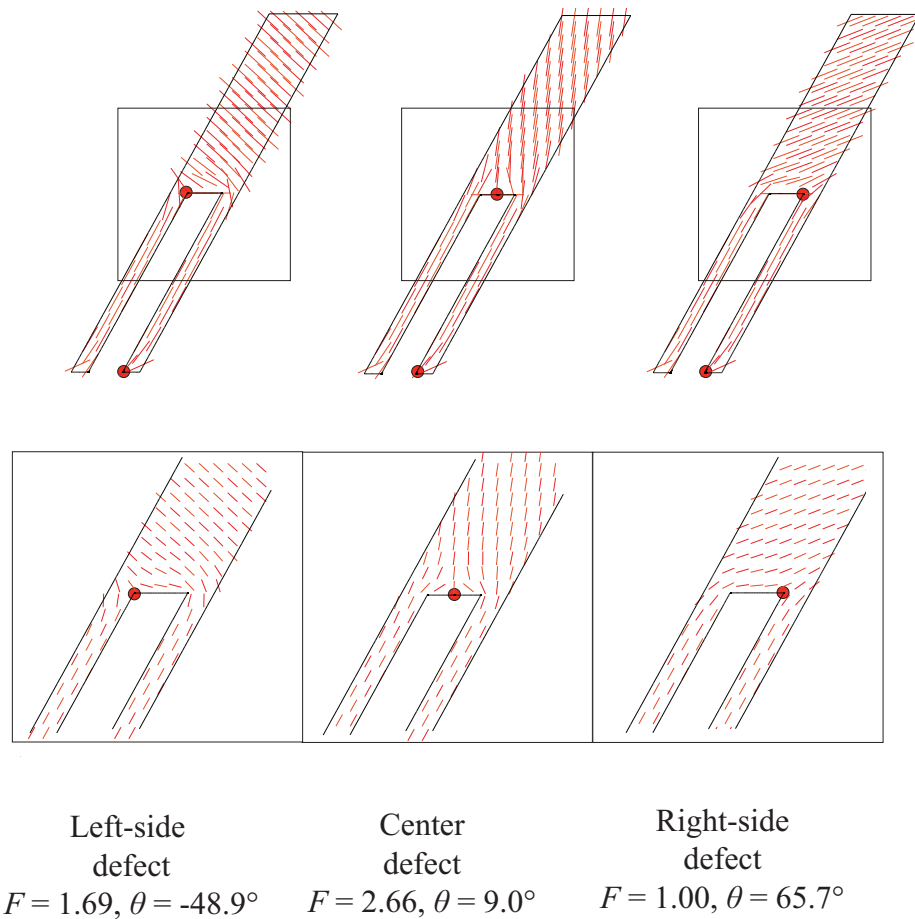 Left-side
defect
F = 1.69, θ = -48.9°
Center
defect
F = 2.66, θ = 9.0°
Right-side
defect
F = 1.00, θ = 65.7°